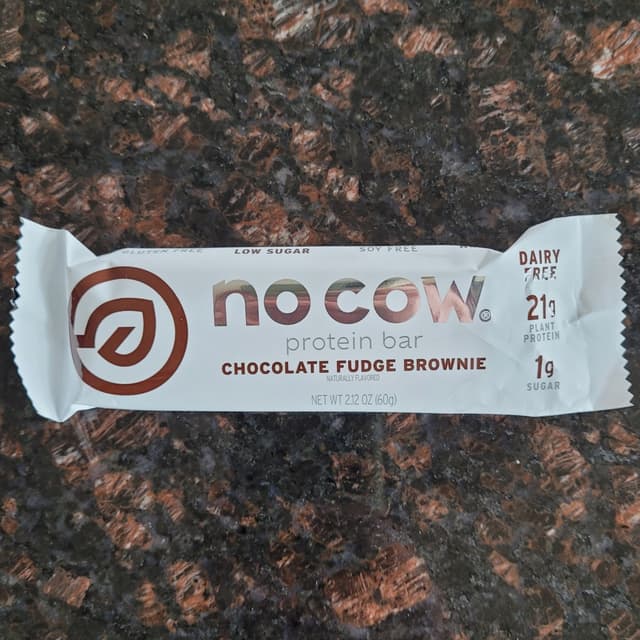 GLUTEN FREE
LOW SUGAR
SOY FREE
no cow®
protein bar
CHOCOLATE FUDGE BROWNIE
NATURALLY FLAVORED
NET WT 2.12 OZ (60g)
DAIRY
FREE
21g
PLANT
PROTEIN
1g
SUGAR